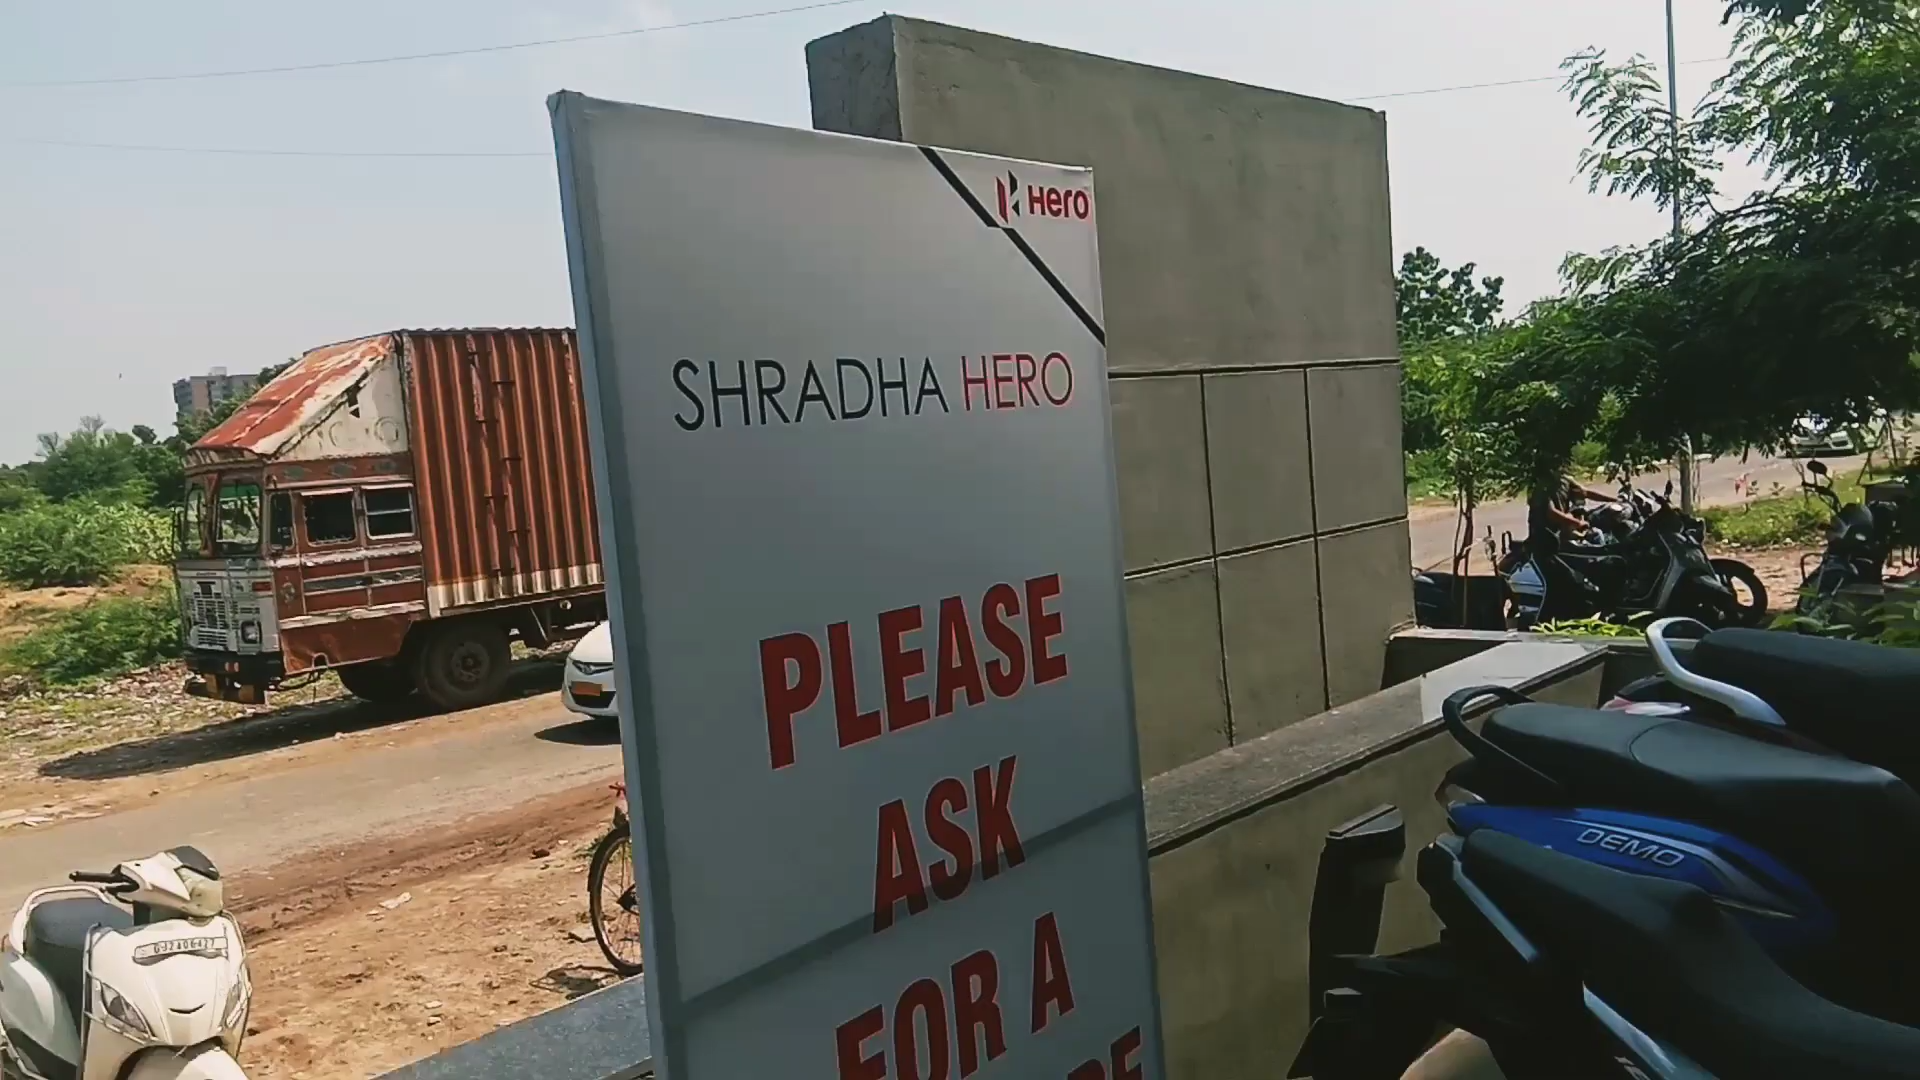 Hero
SHRADHA HERO
PLEASE
ASK
FOR A
DEMO